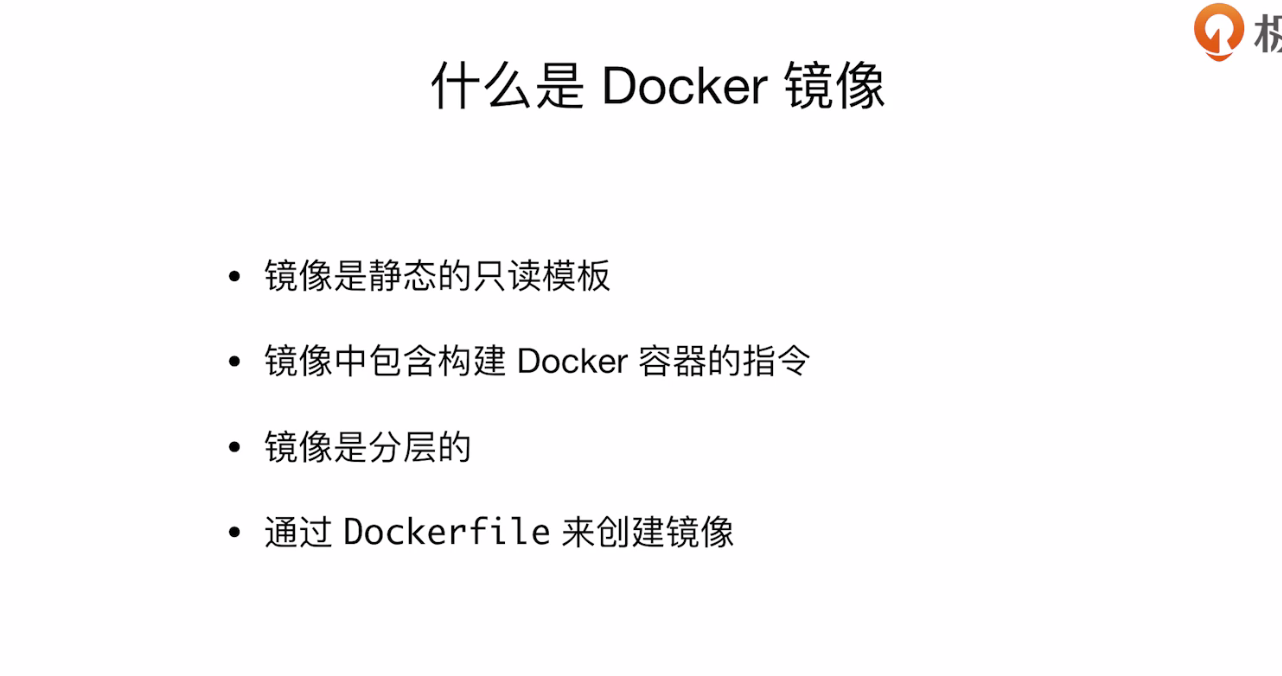 什么是 Docker 镜像
• 镜像是静态的只读模板
• 镜像中包含构建 Docker 容器的指令
• 镜像是分层的
• 通过 Dockerfile 来创建镜像